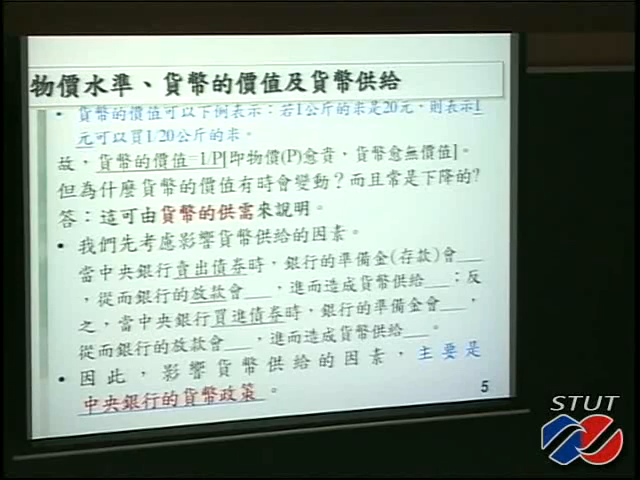 物價水準、貨幣的價值及貨幣供給
• 貨幣的價值可以下例表示：若1公斤的米是20元，則表示1
元可以買1/20公斤的米。
故，貨幣的價值=1/P[即物價(P)愈貴，貨幣愈無價值]。
但為什麼貨幣的價值有時會變動？而且常是下降的?
答：這可由貨幣的供需來說明。
• 我們先考慮影響貨幣供給的因素。
當中央銀行賣出債券時，銀行的準備金(存款)會___
，從而銀行的放款會___，進而造成貨幣供給___；反
之，當中央銀行買進債券時，銀行的準備金會___，
從而銀行的放款會___，進而造成貨幣供給___。
• 因此，影響貨幣供給的因素，主要是
中央銀行的貨幣政策。
5
STUT